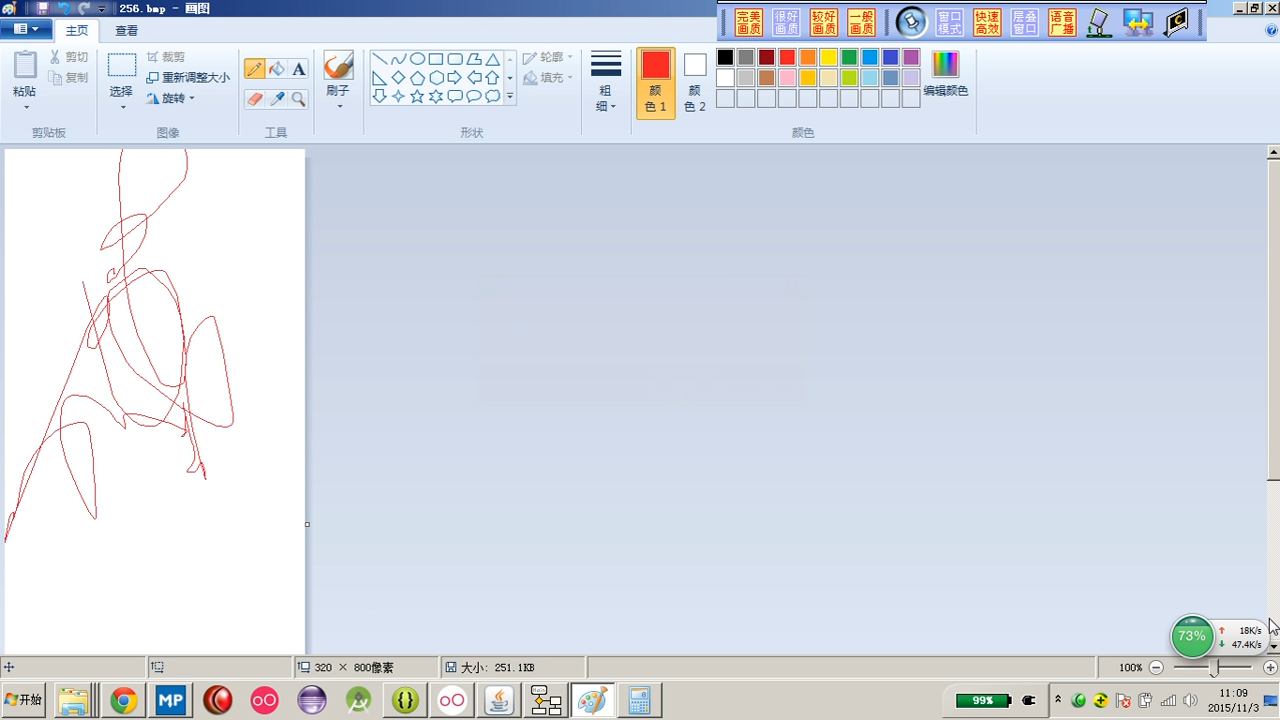 256.bmp - 画图
完美画质 很好画质 较好画质 一般画质 窗口模式 快速高效 层叠窗口 语音广播
主页 查看
粘贴 剪切 复制
选择 裁剪 重新调整大小 旋转
A
刷子
轮廓 填充
粗细
颜色 1
颜色 2
编辑颜色
剪贴板 图像 工具 形状 颜色
73% 18K/s
47.4K/s
320 × 800像素 大小: 251.1KB 100%
开始 MP {} Java 99% 11:09
2015/11/3